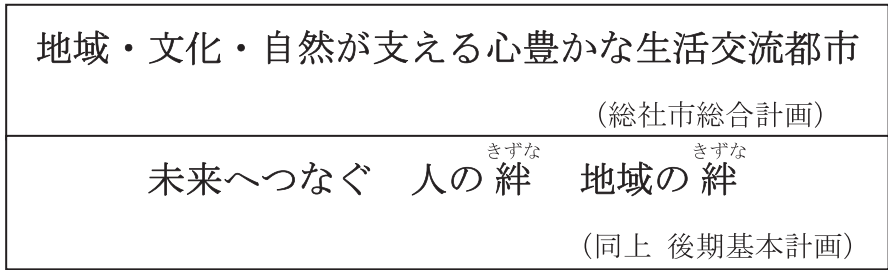 地域・文化・自然が支える心豊かな生活交流都市
（総社市総合計画）
きずな きずな
未来へつなぐ 人の絆 地域の絆
（同上 後期基本計画）